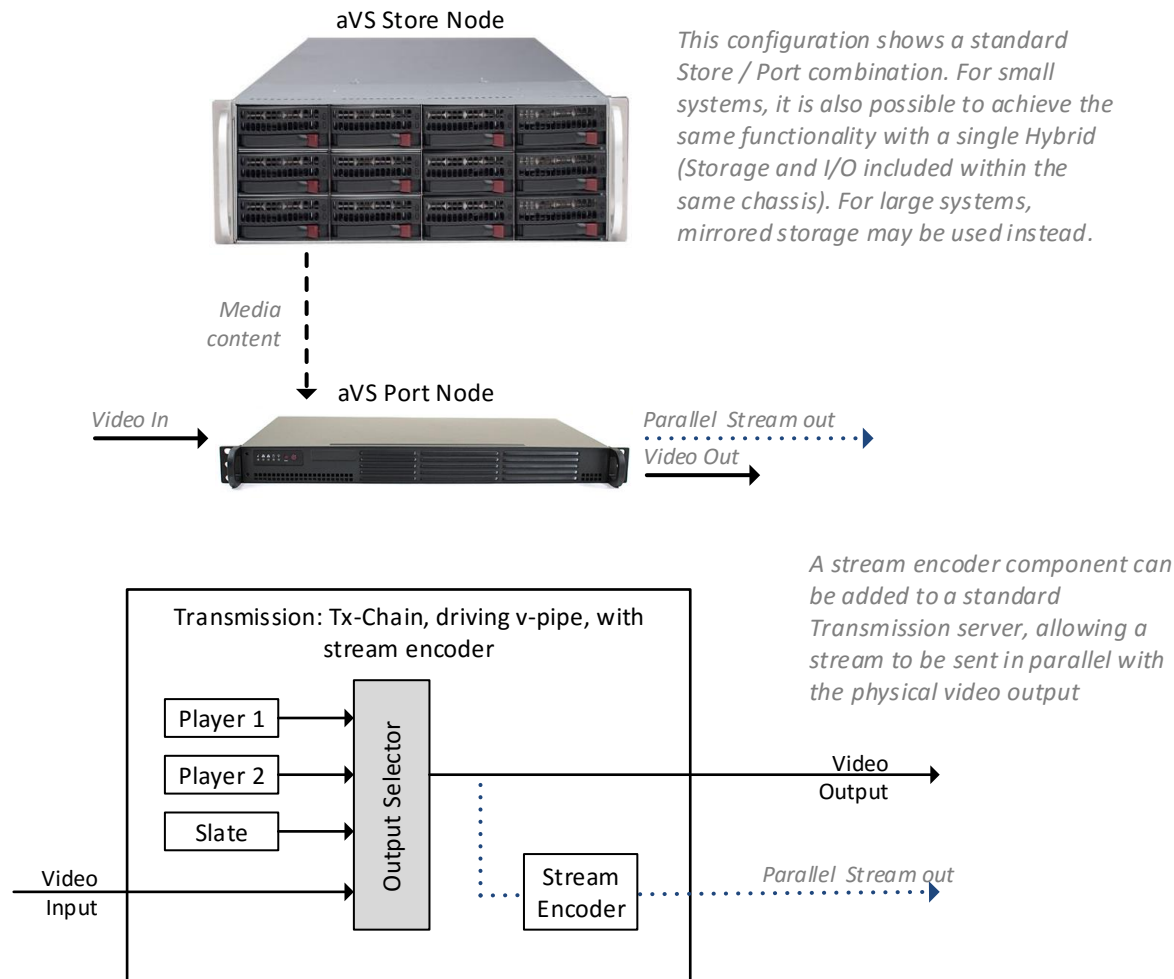 aVS Store Node
This configuration shows a standard
Store / Port combination. For small
systems, it is also possible to achieve the
same functionality with a single Hybrid
(Storage and I/O included within the
same chassis). For large systems,
mirrored storage may be used instead.
Media
content
aVS Port Node
Video In
Parallel Stream out
Video Out
A stream encoder component can
be added to a standard
Transmission server, allowing a
stream to be sent in parallel with
the physical video output
Transmission: Tx-Chain, driving v-pipe, with
stream encoder
Player 1
Player 2
Slate
Output Selector
Video
Output
Video
Input
Stream
Encoder
Parallel Stream out